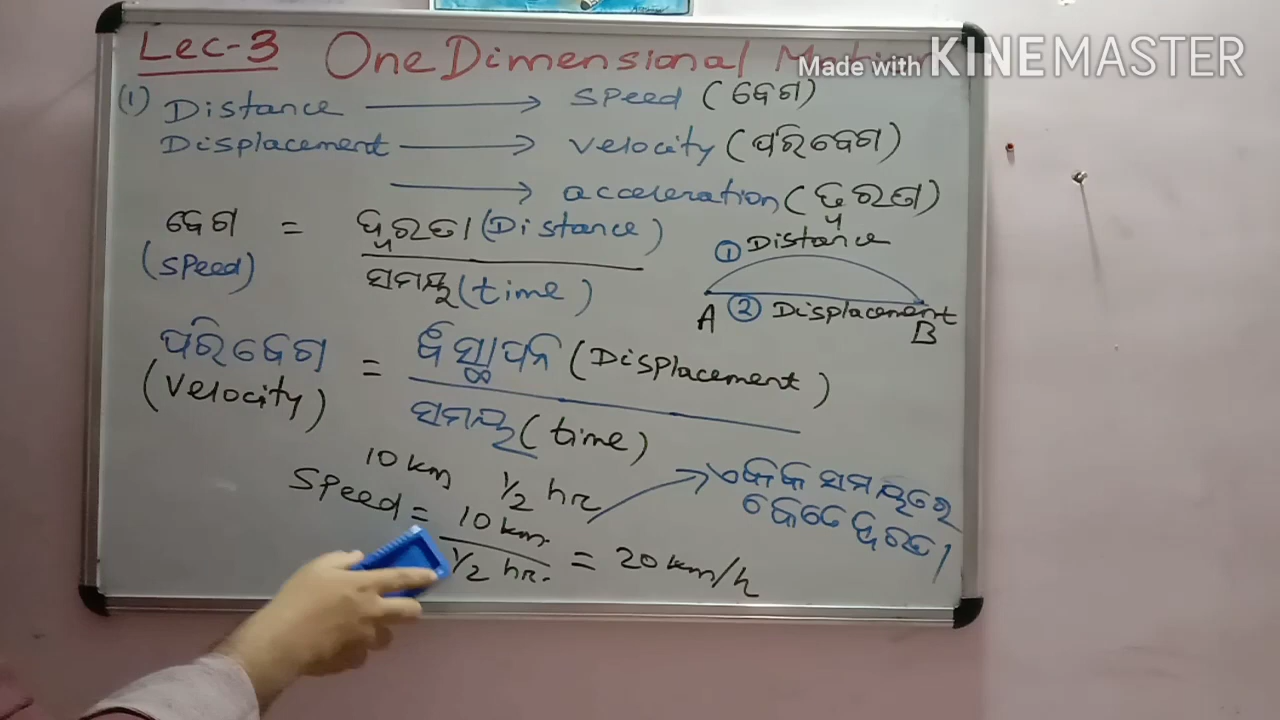 Lec-3 One Dimensional Motion
Made with KINEMASTER
(1) Distance → Speed (ବେଗ)
Displacement → Velocity (ପରିବେଗ)
→ acceleration (ତ୍ୱରଣ)
ବେଗ (Speed) = ଦୂରତା (Distance)
ସମୟ (time)
① Distance
A ② Displacement B
ପରିବେଗ (Velocity) = ବିସ୍ଥାପନ (Displacement)
ସମୟ (time)
10 km 1/2 hr
Speed = 10 km. / 1/2 hr. = 20 km/h
ଏକକ ସମୟରେ
କେତେ ଦୂରତା